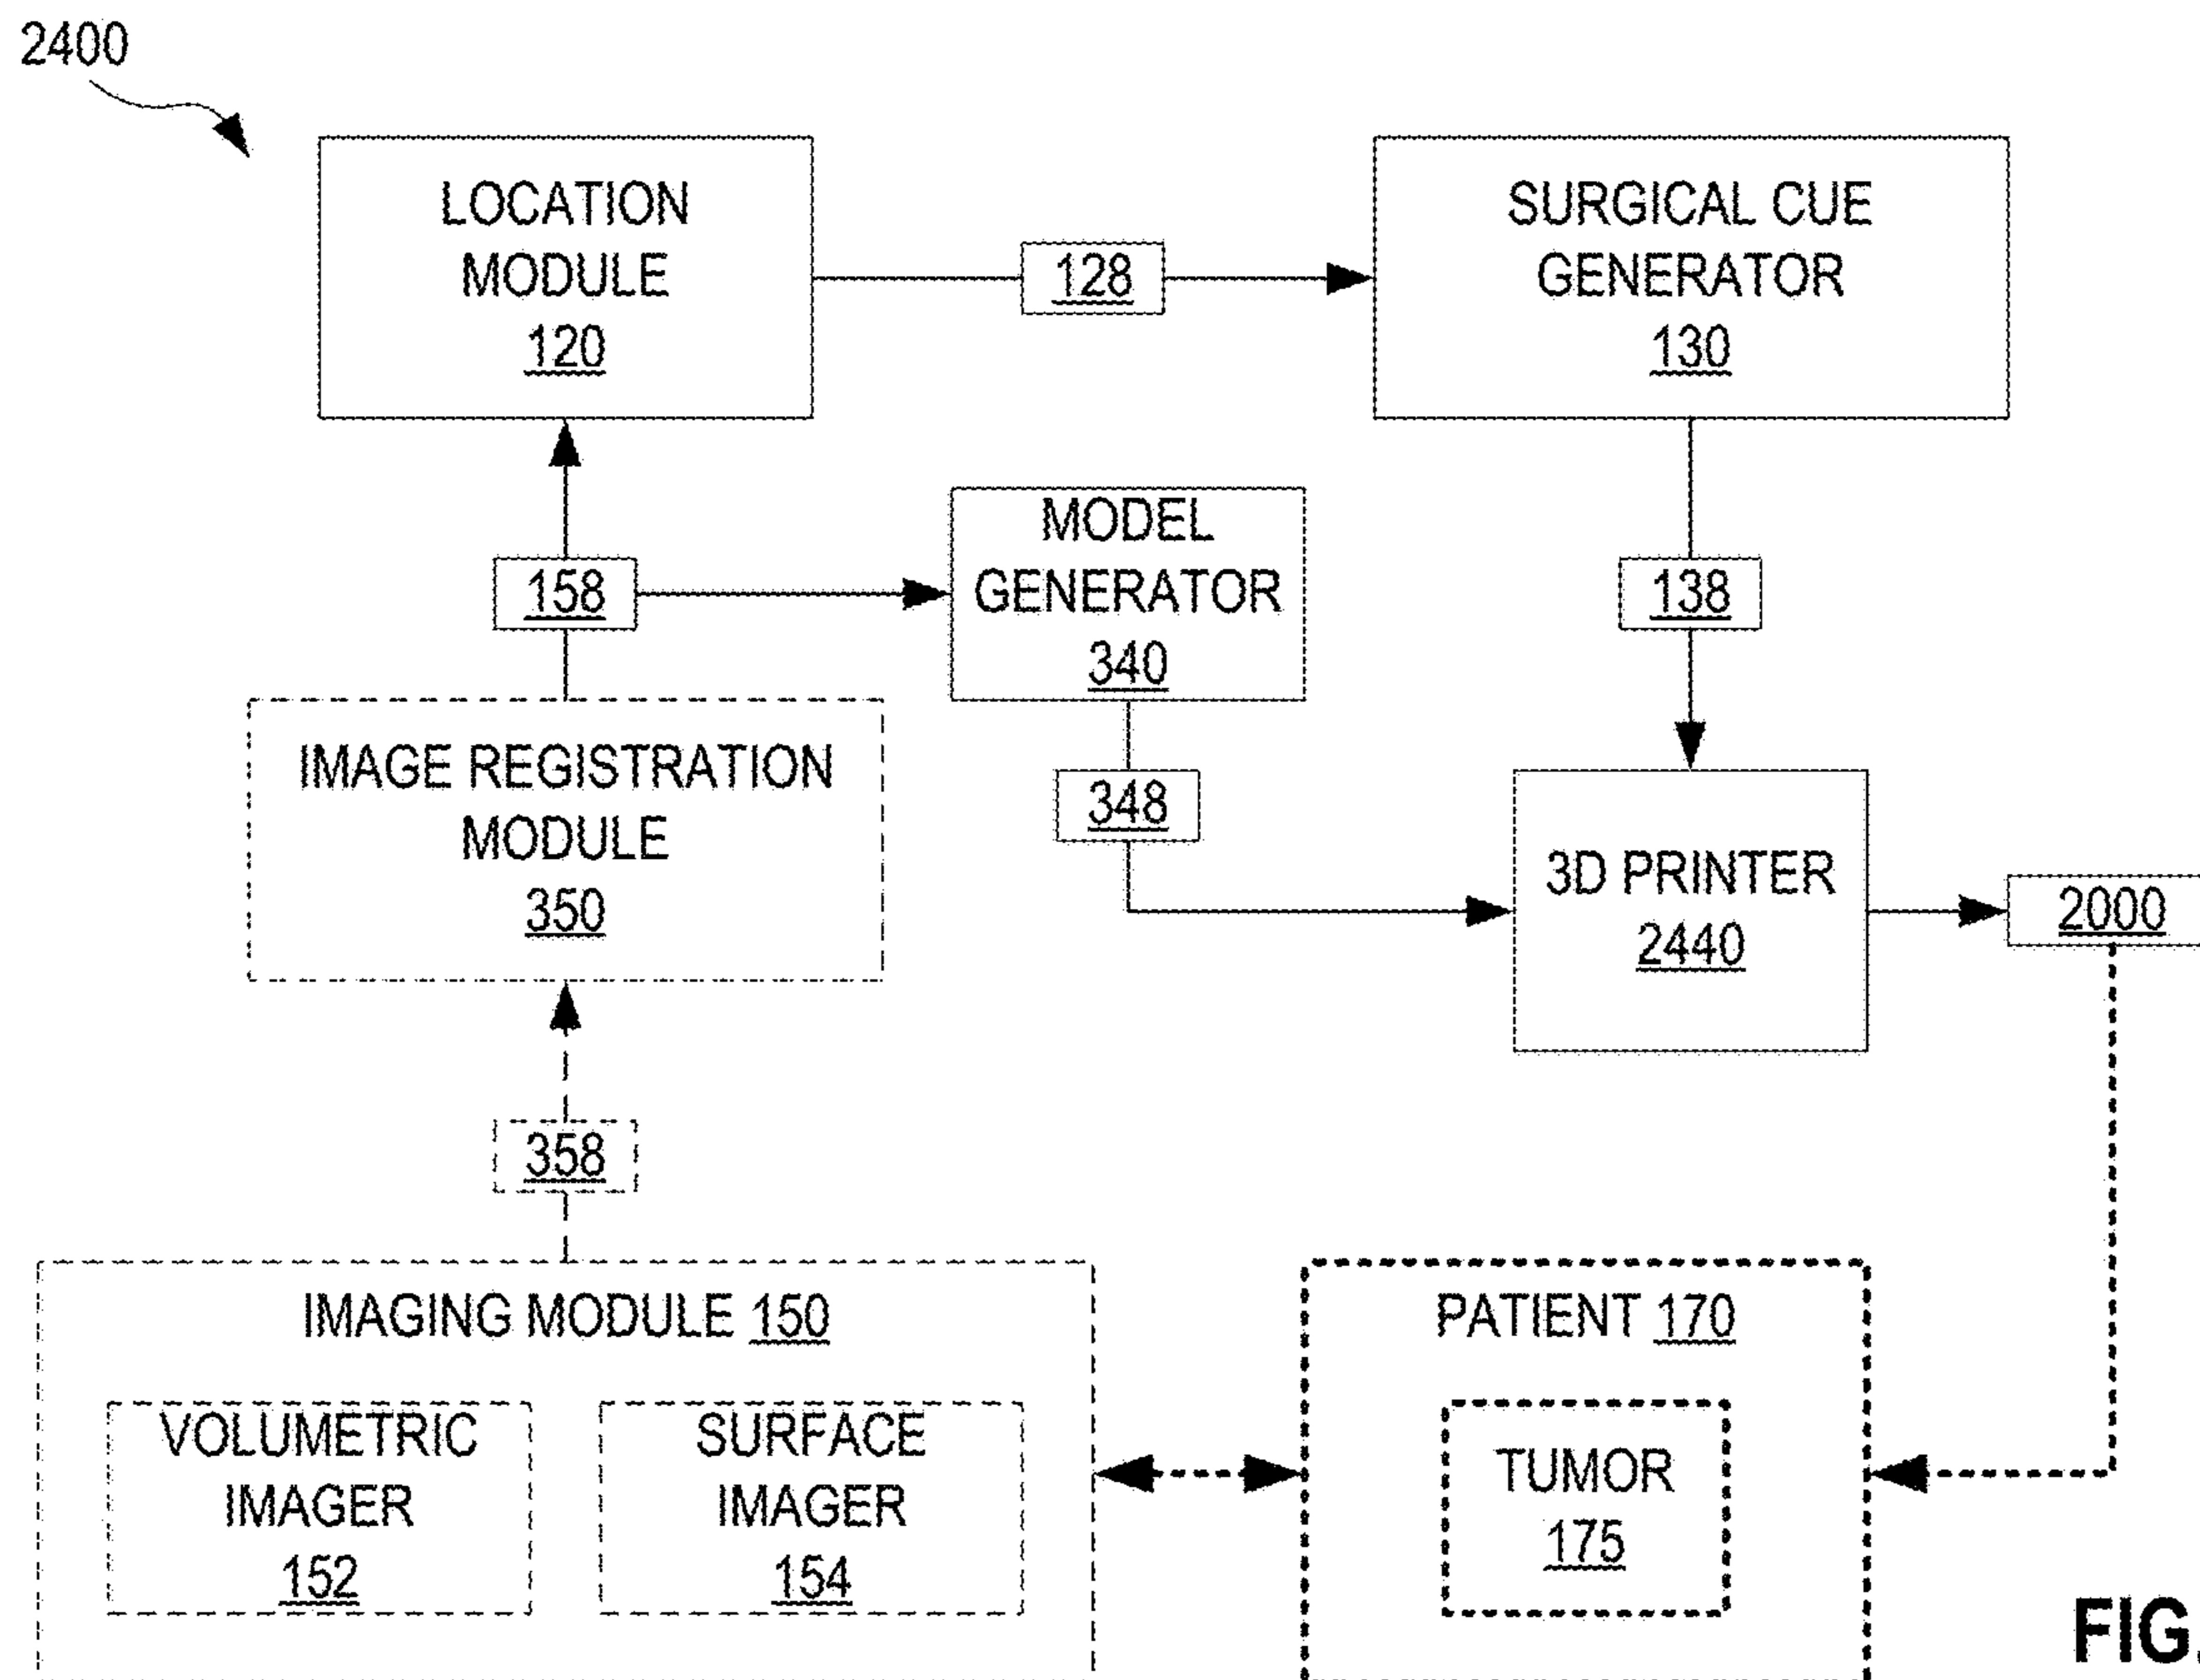 2400
LOCATION
MODULE
120
128
SURGICAL CUE
GENERATOR
130
158
MODEL
GENERATOR
340
138
IMAGE REGISTRATION
MODULE
350
348
3D PRINTER
2440
2000
358
IMAGING MODULE 150
VOLUMETRIC
IMAGER
152
SURFACE
IMAGER
154
PATIENT 170
TUMOR
175
FIG.